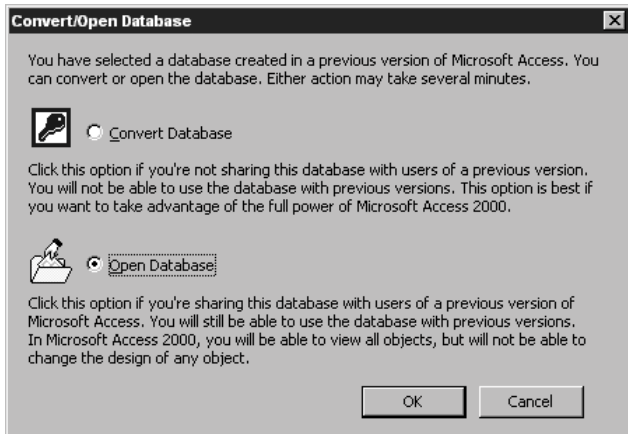 Convert/Open Database
You have selected a database created in a previous version of Microsoft Access. You
can convert or open the database. Either action may take several minutes.
Convert Database
Click this option if you're not sharing this database with users of a previous version.
You will not be able to use the database with previous versions. This option is best if
you want to take advantage of the full power of Microsoft Access 2000.
Open Database
Click this option if you're sharing this database with users of a previous version of
Microsoft Access. You will still be able to use the database with previous versions.
In Microsoft Access 2000, you will be able to view all objects, but will not be able to
change the design of any object.
OK Cancel